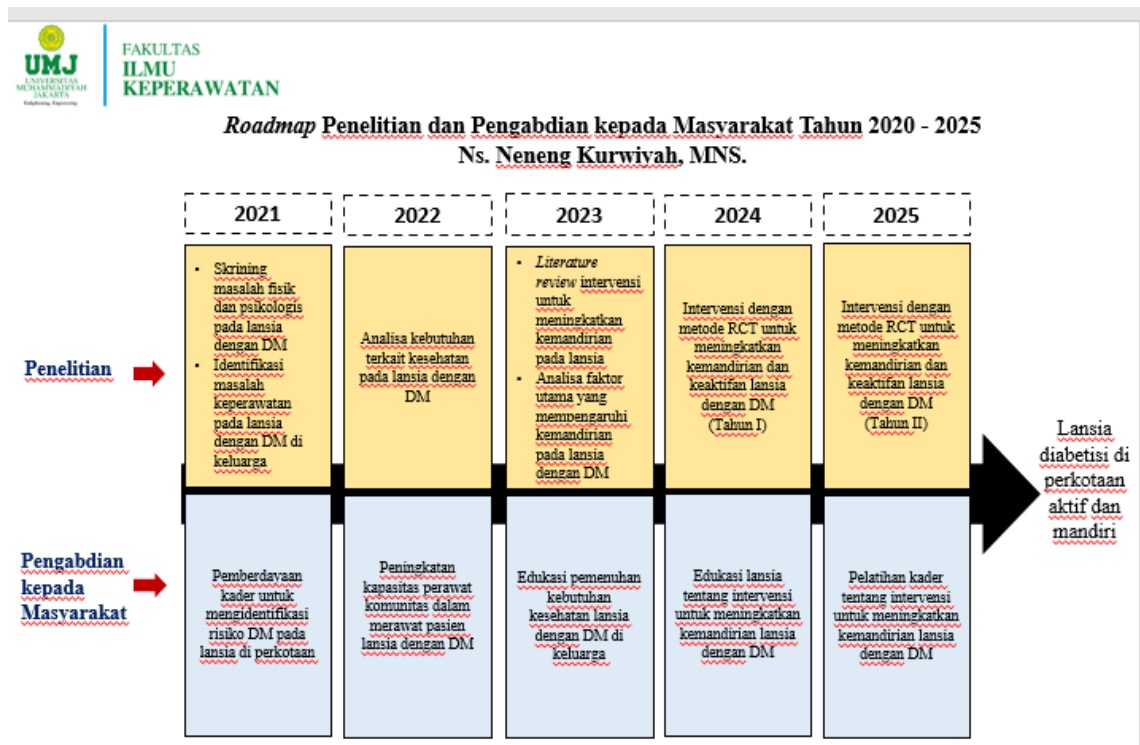 UMJ
UNIVERSITAS
MUHAMMADIYAH
JAKARTA
FAKULTAS
ILMU
KEPERAWATAN
Roadmap Penelitian dan Pengabdian kepada Masyarakat Tahun 2020 - 2025
Ns. Neneng Kurwiyah, MNS.
2021
2022
2023
2024
2025
Penelitian
▪ Skrining
masalah fisik
dan psikologis
pada lansia
dengan DM
▪ Identifikasi
masalah
keperawatan
pada lansia
dengan DM di
keluarga
Analisa kebutuhan
terkait kesehatan
pada lansia dengan
DM
▪ Literature
review intervensi
untuk
meningkatkan
kemandirian
pada lansia
▪ Analisa faktor
utama yang
mempengaruhi
kemandirian
pada lansia
dengan DM
Intervensi dengan
metode RCT untuk
meningkatkan
kemandirian dan
keaktifan lansia
dengan DM
(Tahun I)
Intervensi dengan
metode RCT untuk
meningkatkan
kemandirian dan
keaktifan lansia
dengan DM
(Tahun II)
Lansia
diabetisi di
perkotaan
aktif dan
mandiri
Pengabdian
kepada
Masyarakat
Pemberdayaan
kader untuk
mengidentifikasi
risiko DM pada
lansia di perkotaan
Peningkatan
kapasitas perawat
komunitas dalam
merawat pasien
lansia dengan DM
Edukasi pemenuhan
kebutuhan
kesehatan lansia
dengan DM di
keluarga
Edukasi lansia
tentang intervensi
untuk meningkatkan
kemandirian lansia
dengan DM
Pelatihan kader
tentang intervensi
untuk meningkatkan
kemandirian lansia
dengan DM